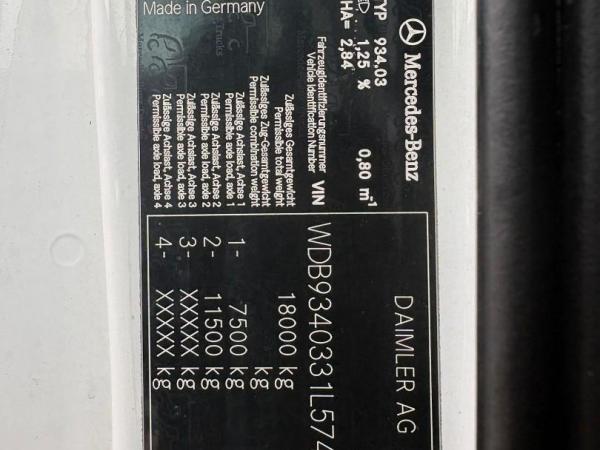 Mercedes-Benz
DAIMLER AG
TYP 934.03
1,25 % 0,80 m⁻¹
HA= 2,84
Fahrzeugidentifizierungsnummer
Vehicle Identification Number VIN WDB9340331L574
Zulässiges Gesamtgewicht
Permissible total weight 18000 kg
Zulässiges Zug-Gesamtgewicht
Permissible combination weight kg
Zulässige Achslast, Achse 1
Permissible axle load, axle 1 1- 7500 kg
Zulässige Achslast, Achse 2
Permissible axle load, axle 2 2- 11500 kg
Zulässige Achslast, Achse 3
Permissible axle load, axle 3 3- XXXXX kg
Zulässige Achslast, Achse 4
Permissible axle load, axle 4 4- XXXXX kg
Made in Germany
Trucks